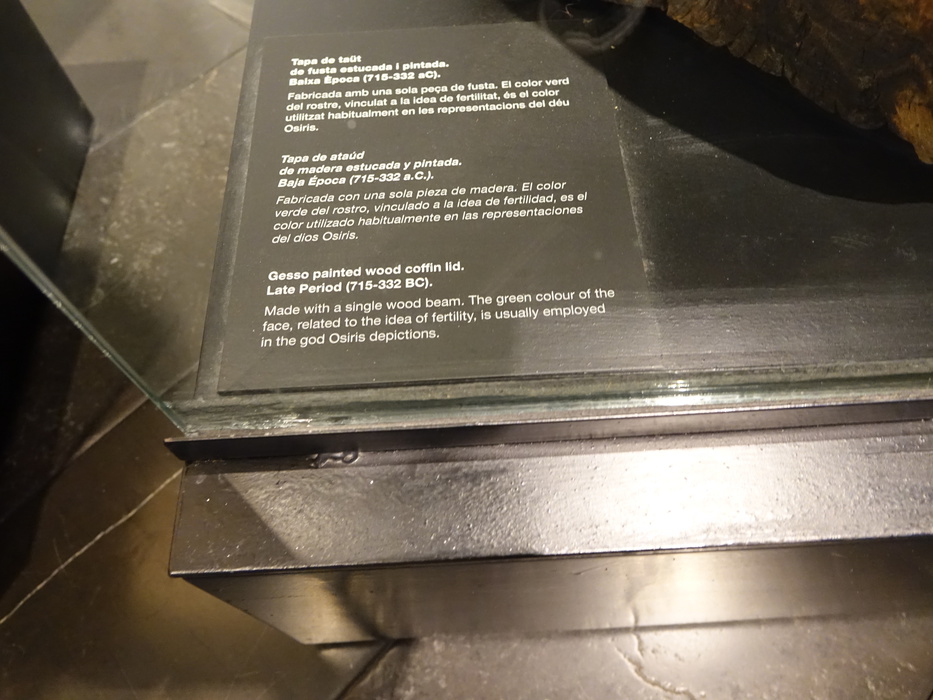 Tapa de taüt
de fusta estucada i pintada.
Baixa Època (715-332 aC).
Fabricada amb una sola peça de fusta. El color verd
del rostre, vinculat a la idea de fertilitat, és el color
utilitzat habitualment en les representacions del déu
Osiris.
Tapa de ataúd
de madera estucada y pintada.
Baja Época (715-332 a.C.).
Fabricada con una sola pieza de madera. El color
verde del rostro, vinculado a la idea de fertilidad, es el
color utilizado habitualmente en las representaciones
del dios Osiris.
Gesso painted wood coffin lid.
Late Period (715-332 BC).
Made with a single wood beam. The green colour of the
face, related to the idea of fertility, is usually employed
in the god Osiris depictions.